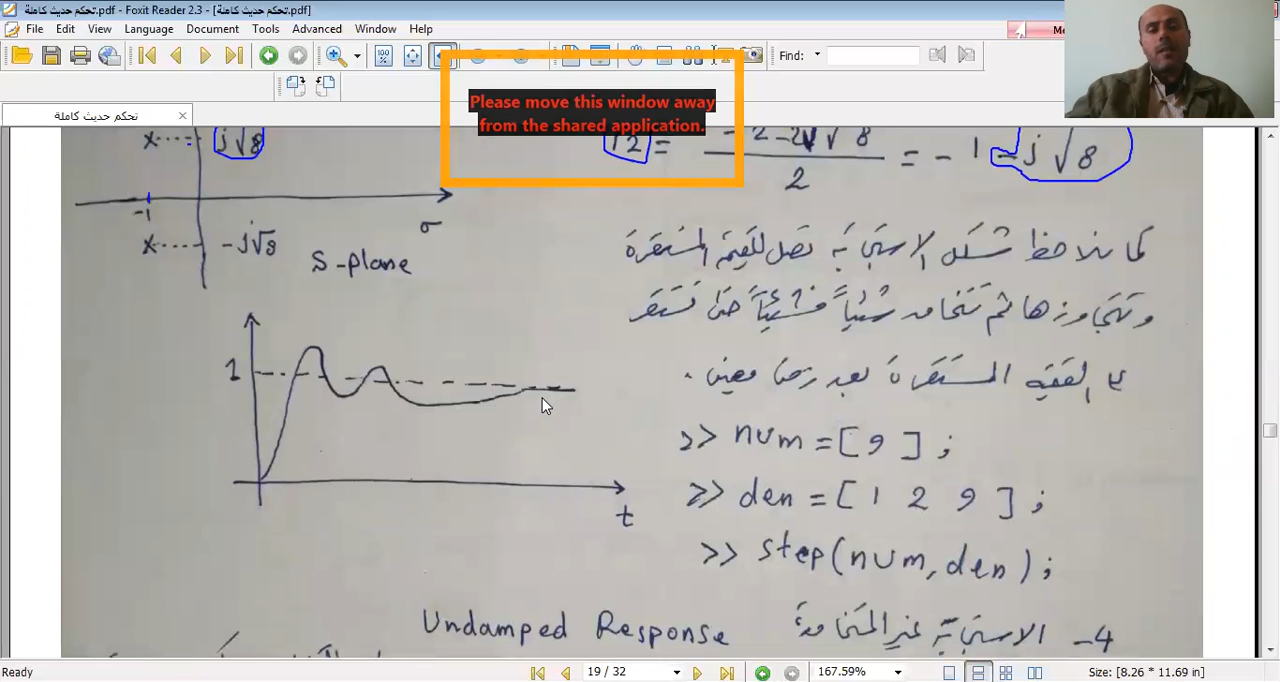 تحكم حديث كاملة.pdf - Foxit Reader 2.3 - [تحكم حديث كاملة.pdf]
File Edit View Language Document Tools Advanced Window Help
Find:
Please move this window away
from the shared application.
تحكم حديث كاملة
x j√8
r2 = = - 1 - j√8
2
-1 σ
x -j√8
S-plane
كما نلاحظ شكل الاستجابة تصل للقيمة المستقرة
وتتجاوزها ثم تتخامد شيئاً فشيئاً حتى تستقر
القيمة المستقرة بعد زمن معين .
1
t
>> num = [ 9 ] ;
>> den = [ 1 2 9 ] ;
>> step(num, den) ;
4- الاستجابة غير المتخامدة Undamped Response
Ready 19 / 32 167.59% Size: [8.26 * 11.69 in]